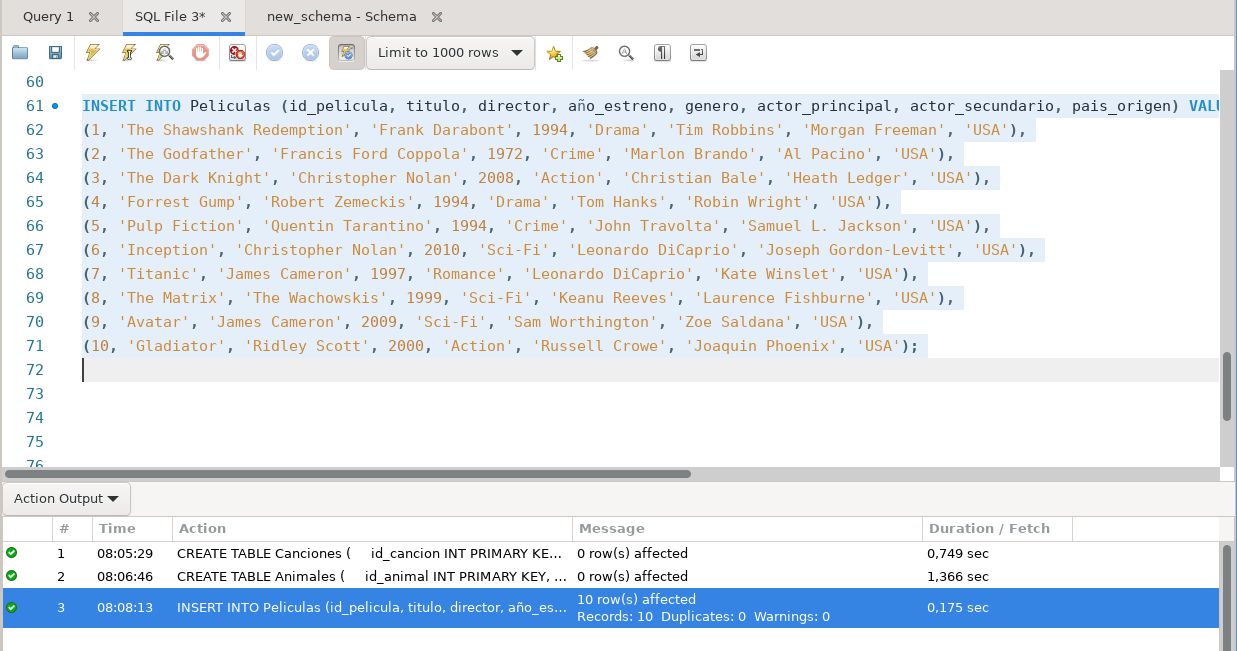 Query 1 SQL File 3* new_schema - Schema
Limit to 1000 rows
60
61 INSERT INTO Peliculas (id_pelicula, titulo, director, año_estreno, genero, actor_principal, actor_secundario, pais_origen) VALU
62 (1, 'The Shawshank Redemption', 'Frank Darabont', 1994, 'Drama', 'Tim Robbins', 'Morgan Freeman', 'USA'),
63 (2, 'The Godfather', 'Francis Ford Coppola', 1972, 'Crime', 'Marlon Brando', 'Al Pacino', 'USA'),
64 (3, 'The Dark Knight', 'Christopher Nolan', 2008, 'Action', 'Christian Bale', 'Heath Ledger', 'USA'),
65 (4, 'Forrest Gump', 'Robert Zemeckis', 1994, 'Drama', 'Tom Hanks', 'Robin Wright', 'USA'),
66 (5, 'Pulp Fiction', 'Quentin Tarantino', 1994, 'Crime', 'John Travolta', 'Samuel L. Jackson', 'USA'),
67 (6, 'Inception', 'Christopher Nolan', 2010, 'Sci-Fi', 'Leonardo DiCaprio', 'Joseph Gordon-Levitt', 'USA'),
68 (7, 'Titanic', 'James Cameron', 1997, 'Romance', 'Leonardo DiCaprio', 'Kate Winslet', 'USA'),
69 (8, 'The Matrix', 'The Wachowskis', 1999, 'Sci-Fi', 'Keanu Reeves', 'Laurence Fishburne', 'USA'),
70 (9, 'Avatar', 'James Cameron', 2009, 'Sci-Fi', 'Sam Worthington', 'Zoe Saldana', 'USA'),
71 (10, 'Gladiator', 'Ridley Scott', 2000, 'Action', 'Russell Crowe', 'Joaquin Phoenix', 'USA');
72
73
74
75
76
Action Output
# Time Action Message Duration / Fetch
1 08:05:29 CREATE TABLE Canciones ( id_cancion INT PRIMARY KE... 0 row(s) affected 0,749 sec
2 08:06:46 CREATE TABLE Animales ( id_animal INT PRIMARY KEY, ... 0 row(s) affected 1,366 sec
3 08:08:13 INSERT INTO Peliculas (id_pelicula, titulo, director, año_es... 10 row(s) affected 0,175 sec
Records: 10 Duplicates: 0 Warnings: 0